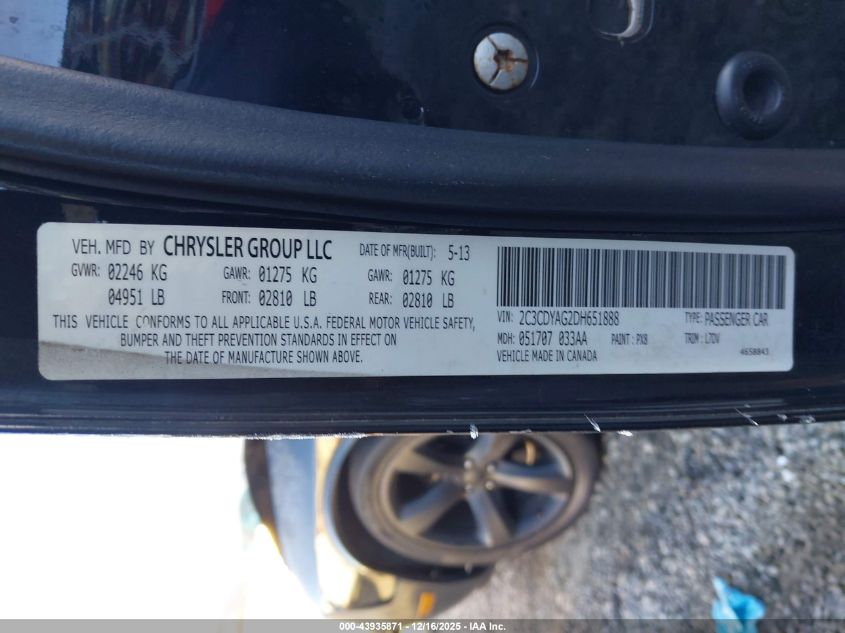 VEH. MFD BY CHRYSLER GROUP LLC DATE OF MFR(BUILT): 5-13
GVWR: 02246 KG GAWR: 01275 KG GAWR: 01275 KG
04951 LB FRONT: 02810 LB REAR: 02810 LB
THIS VEHICLE CONFORMS TO ALL APPLICABLE U.S.A. FEDERAL MOTOR VEHICLE SAFETY,
BUMPER AND THEFT PREVENTION STANDARDS IN EFFECT ON
THE DATE OF MANUFACTURE SHOWN ABOVE.
VIN: 2C3CDYAG2DH651888 TYPE: PASSENGER CAR
MDH: 051707 033AA PAINT: PX8 TRIM: L7DV
VEHICLE MADE IN CANADA 4658843
000-43935871 - 12/16/2025 - IAA Inc.